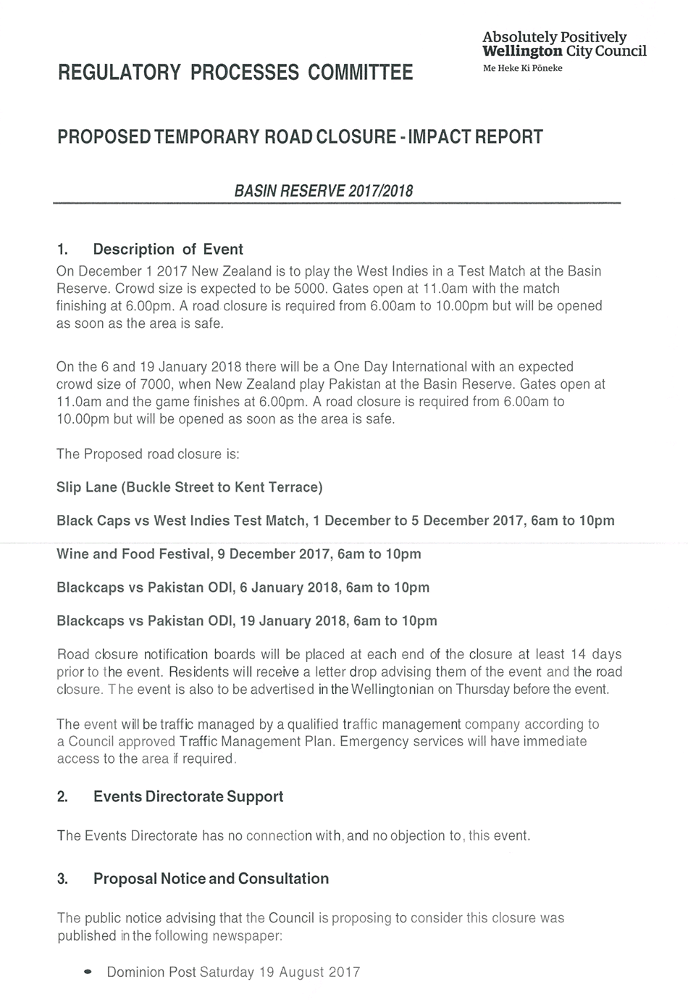 Absolutely Positively
Wellington City Council
Me Heke Ki Pōneke
REGULATORY PROCESSES COMMITTEE
PROPOSED TEMPORARY ROAD CLOSURE - IMPACT REPORT
BASIN RESERVE 2017/2018
1. Description of Event
On December 1 2017 New Zealand is to play the West Indies in a Test Match at the Basin
Reserve. Crowd size is expected to be 5000. Gates open at 11.0am with the match
finishing at 6.00pm. A road closure is required from 6.00am to 10.00pm but will be opened
as soon as the area is safe.
On the 6 and 19 January 2018 there will be a One Day International with an expected
crowd size of 7000, when New Zealand play Pakistan at the Basin Reserve. Gates open at
11.0am and the game finishes at 6.00pm. A road closure is required from 6.00am to
10.00pm but will be opened as soon as the area is safe.
The Proposed road closure is:
Slip Lane (Buckle Street to Kent Terrace)
Black Caps vs West Indies Test Match, 1 December to 5 December 2017, 6am to 10pm
Wine and Food Festival, 9 December 2017, 6am to 10pm
Blackcaps vs Pakistan ODI, 6 January 2018, 6am to 10pm
Blackcaps vs Pakistan ODI, 19 January 2018, 6am to 10pm
Road closure notification boards will be placed at each end of the closure at least 14 days
prior to the event. Residents will receive a letter drop advising them of the event and the road
closure. The event is also to be advertised in the Wellingtonian on Thursday before the event.
The event will be traffic managed by a qualified traffic management company according to
a Council approved Traffic Management Plan. Emergency services will have immediate
access to the area if required.
2. Events Directorate Support
The Events Directorate has no connection with, and no objection to, this event.
3. Proposal Notice and Consultation
The public notice advising that the Council is proposing to consider this closure was
published in the following newspaper:
• Dominion Post Saturday 19 August 2017